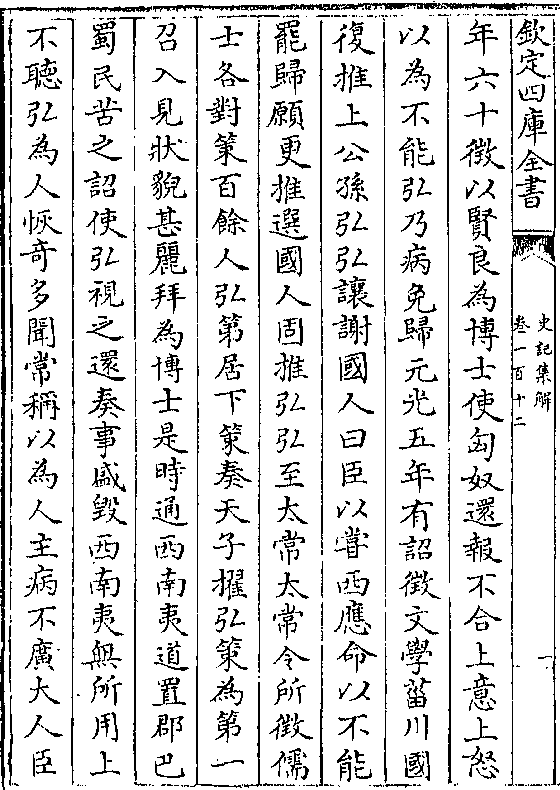 欽定四庫全書
史記集解
卷一百十二
一
年六十徵以賢良為博士使匈奴還報不合上意上怒
以為不能弘乃病免歸元光五年有詔徵文學菑川國
復推上公孫弘弘讓謝國人曰臣以嘗西應命以不能
罷歸願更推選國人固推弘弘至太常太常令所徵儒
士各對策百餘人弘第居下策奏天子擢弘策為第一
召入見狀貌甚麗拜為博士是時通西南夷道置郡巴
蜀民苦之詔使弘視之還奏事盛毀西南夷無所用上
不聽弘為人恢奇多聞常稱以為人主病不廣大人臣